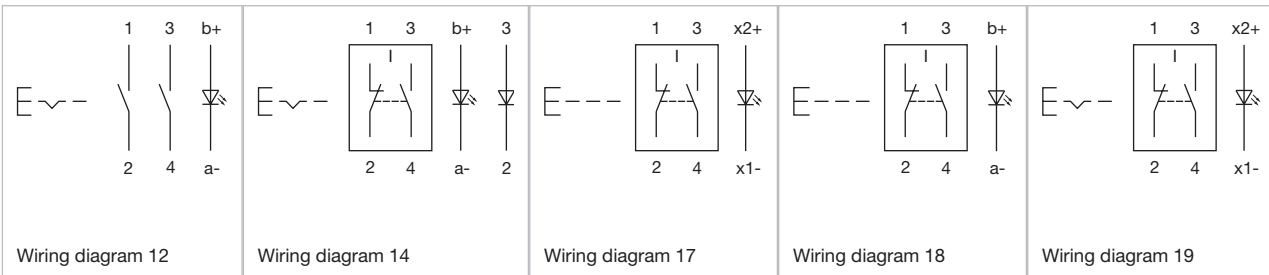 1 3 b+
2 4 a-
Wiring diagram 12
1 3 b+ 3
I
2 4 a- 2
Wiring diagram 14
1 3 x2+
I
2 4 x1-
Wiring diagram 17
1 3 b+
I
2 4 a-
Wiring diagram 18
1 3 x2+
I
2 4 x1-
Wiring diagram 19